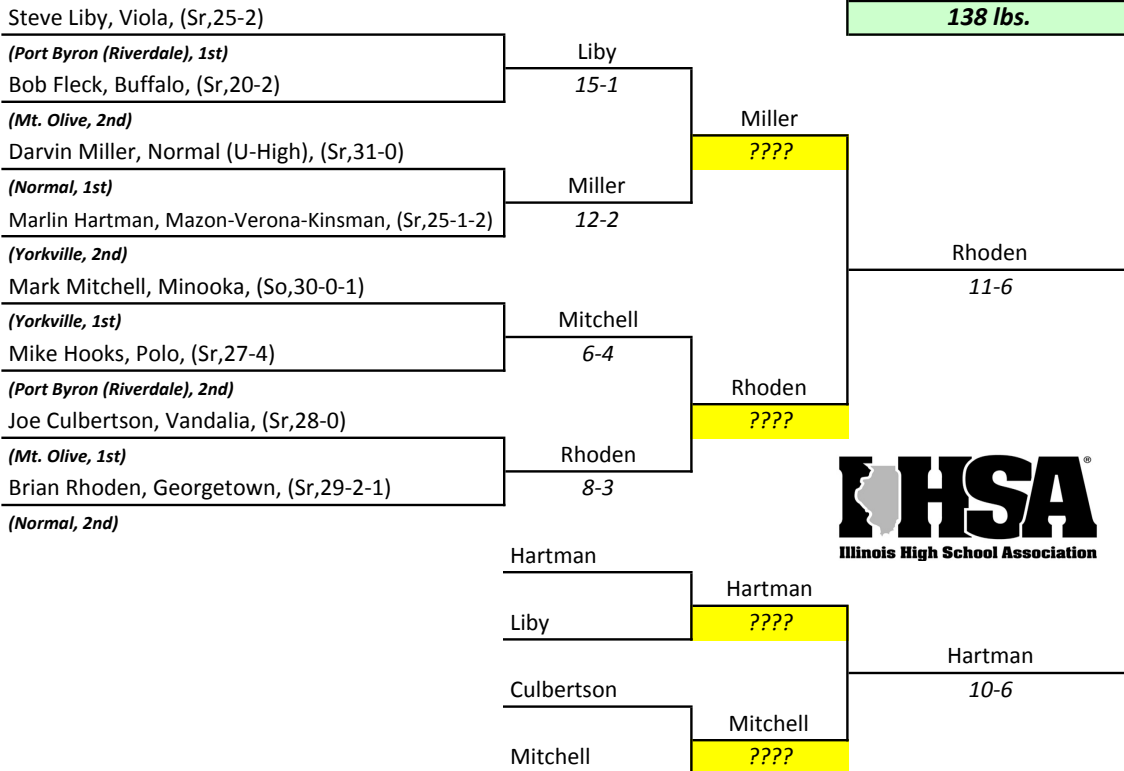 Steve Liby, Viola, (Sr,25-2)
138 lbs.
(Port Byron (Riverdale), 1st)
Liby
Bob Fleck, Buffalo, (Sr,20-2)
15-1
(Mt. Olive, 2nd)
Miller
Darvin Miller, Normal (U-High), (Sr,31-0)
????
(Normal, 1st)
Miller
Marlin Hartman, Mazon-Verona-Kinsman, (Sr,25-1-2)
12-2
(Yorkville, 2nd)
Rhoden
Mark Mitchell, Minooka, (So,30-0-1)
11-6
(Yorkville, 1st)
Mitchell
Mike Hooks, Polo, (Sr,27-4)
6-4
(Port Byron (Riverdale), 2nd)
Rhoden
Joe Culbertson, Vandalia, (Sr,28-0)
????
(Mt. Olive, 1st)
Rhoden
Brian Rhoden, Georgetown, (Sr,29-2-1)
8-3
(Normal, 2nd)
IHSA®
Illinois High School Association
Hartman
Hartman
Liby
????
Hartman
Culbertson
10-6
Mitchell
Mitchell
????